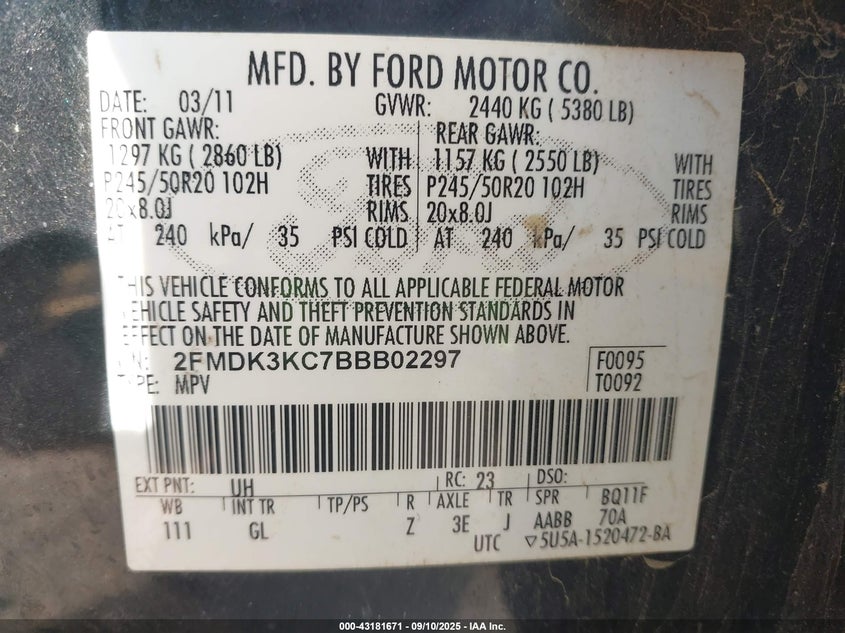 MFD. BY FORD MOTOR CO.
DATE: 03/11 GVWR: 2440 KG ( 5380 LB)
FRONT GAWR: REAR GAWR:
1297 KG ( 2860 LB) WITH 1157 KG ( 2550 LB) WITH
P245/50R20 102H TIRES P245/50R20 102H TIRES
20x8.0J RIMS 20x8.0J RIMS
AT 240 kPa/ 35 PSI COLD AT 240 kPa/ 35 PSI COLD
THIS VEHICLE CONFORMS TO ALL APPLICABLE FEDERAL MOTOR
VEHICLE SAFETY AND THEFT PREVENTION STANDARDS IN
EFFECT ON THE DATE OF MANUFACTURE SHOWN ABOVE.
VIN: 2FMDK3KC7BBB02297 F0095
TYPE: MPV T0092
EXT PNT: UH RC: 23 DSO:
WB INT TR TP/PS R AXLE TR SPR BQ11F
111 GL Z 3E J AABB 70A
UTC ▽5U5A-1520472-BA
000-43181671 - 09/10/2025 - IAA Inc.